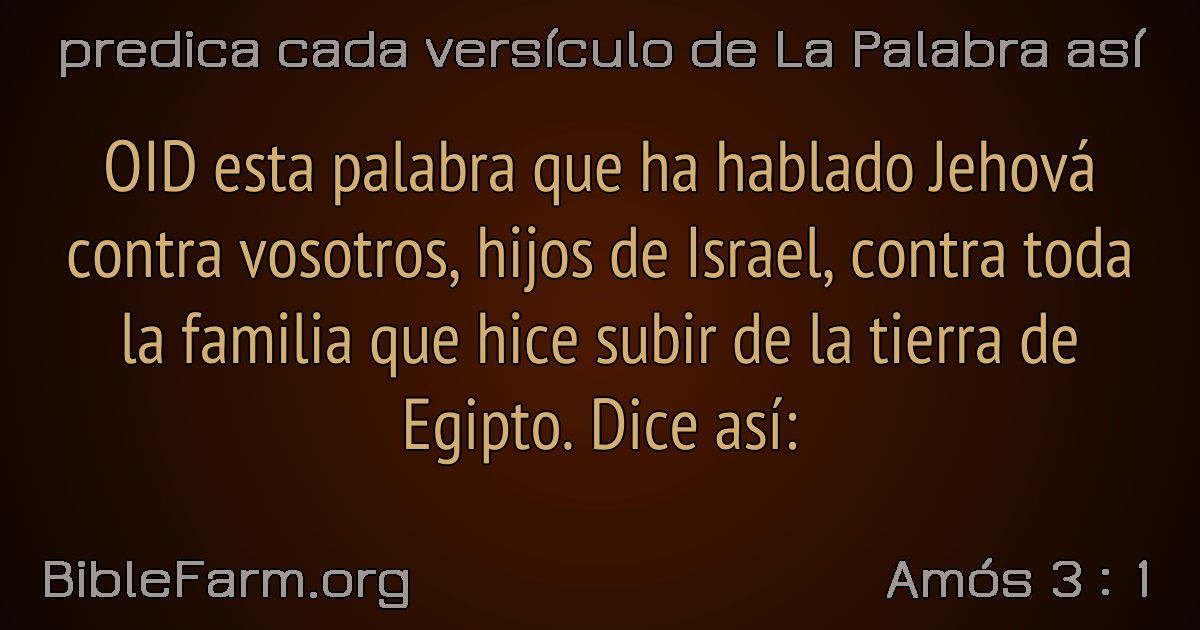 predica cada versículo de La Palabra así
OID esta palabra que ha hablado Jehová
contra vosotros, hijos de Israel, contra toda
la familia que hice subir de la tierra de
Egipto. Dice así:
BibleFarm.org
Amós 3 : 1